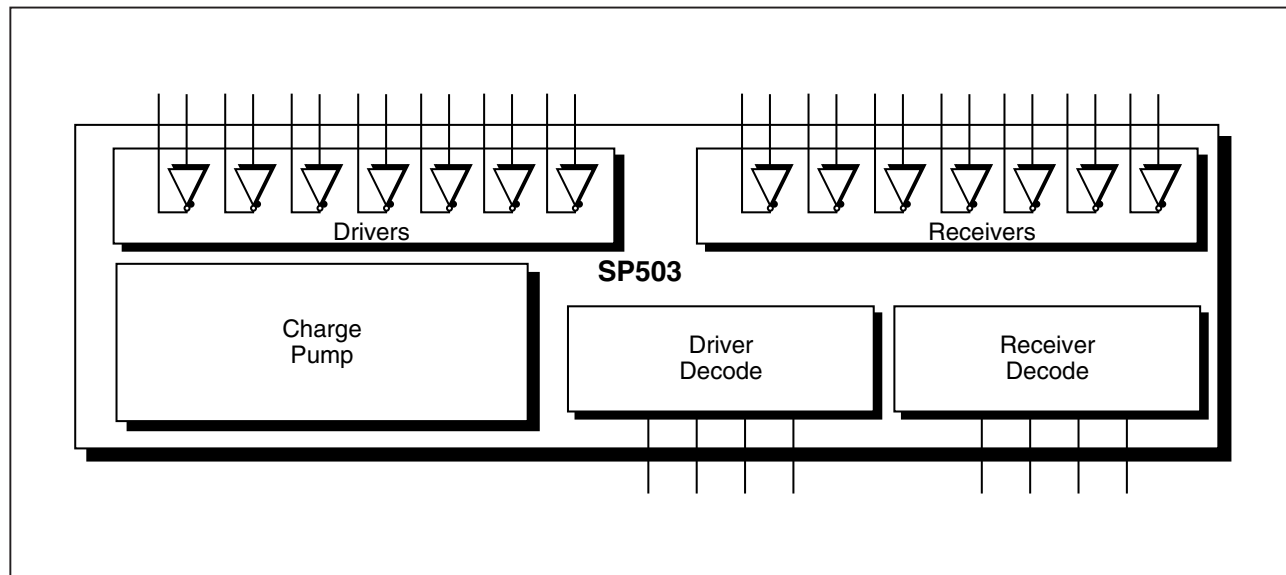 Drivers
Receivers
SP503
Charge
Pump
Driver
Decode
Receiver
Decode